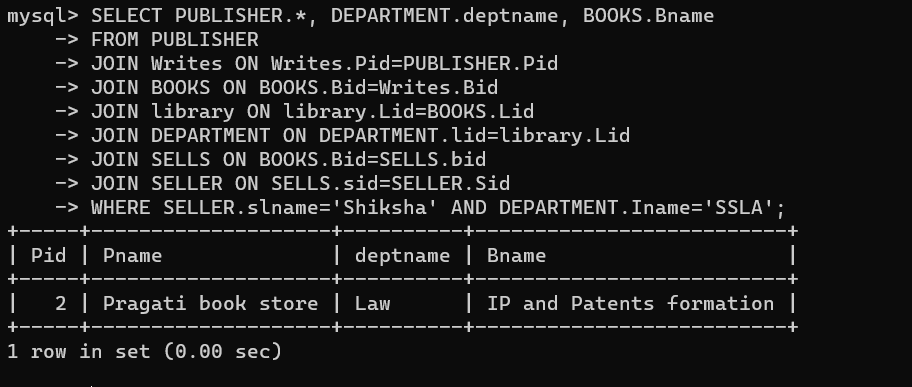 mysql> SELECT PUBLISHER.*, DEPARTMENT.deptname, BOOKS.Bname
    -> FROM PUBLISHER
    -> JOIN Writes ON Writes.Pid=PUBLISHER.Pid
    -> JOIN BOOKS ON BOOKS.Bid=Writes.Bid
    -> JOIN library ON library.Lid=BOOKS.Lid
    -> JOIN DEPARTMENT ON DEPARTMENT.lid=library.Lid
    -> JOIN SELLS ON BOOKS.Bid=SELLS.bid
    -> JOIN SELLER ON SELLS.sid=SELLER.Sid
    -> WHERE SELLER.slname='Shiksha' AND DEPARTMENT.Iname='SSLA';
+-----+--------------------+----------+--------------------------+
| Pid | Pname              | deptname | Bname                    |
+-----+--------------------+----------+--------------------------+
|   2 | Pragati book store | Law      | IP and Patents formation |
+-----+--------------------+----------+--------------------------+
1 row in set (0.00 sec)